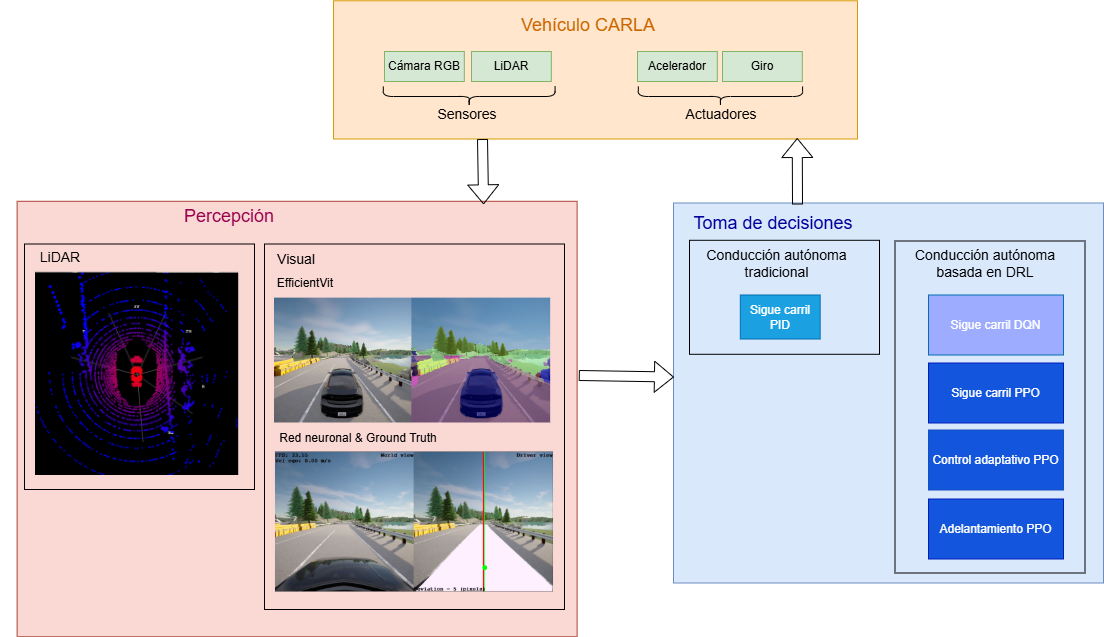 Vehículo CARLA
Cámara RGB
LiDAR
Acelerador
Giro
Sensores
Actuadores
Percepción
LiDAR
Visual
EfficientVit
Red neuronal & Ground Truth
World view
Driver view
Toma de decisiones
Conducción autónoma
tradicional
Sigue carril
PID
Conducción autónoma
basada en DRL
Sigue carril DQN
Sigue carril PPO
Control adaptativo PPO
Adelantamiento PPO